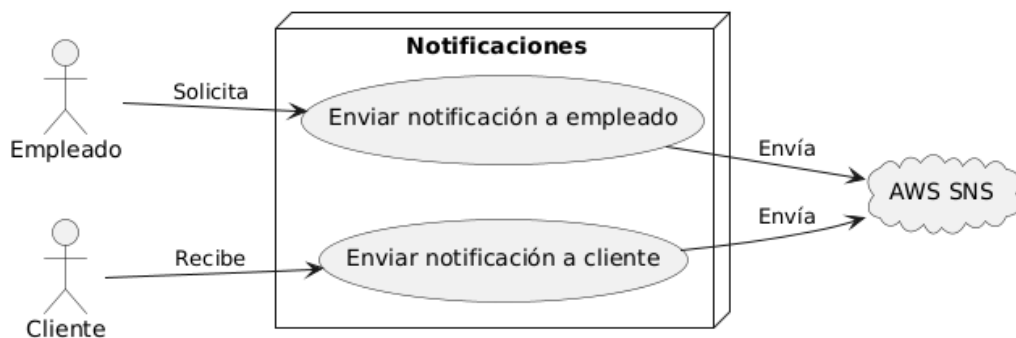 Notificaciones
Empleado
Solicita
Enviar notificación a empleado
Envía
AWS SNS
Envía
Cliente
Recibe
Enviar notificación a cliente